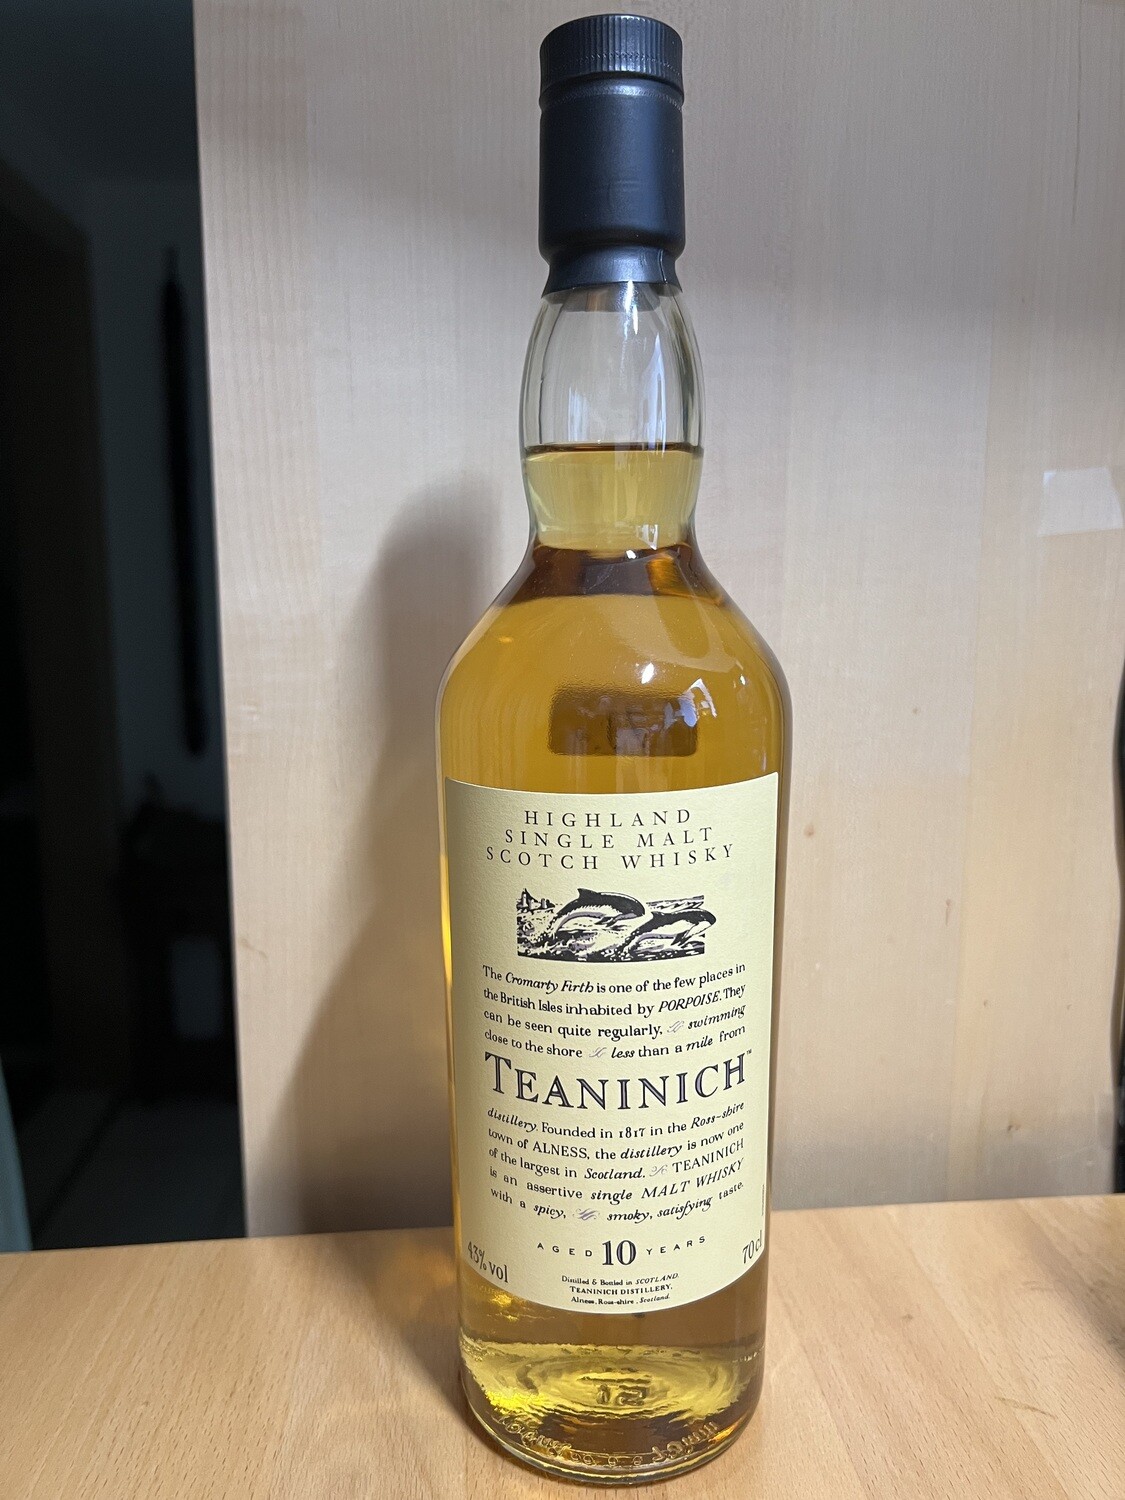 HIGHLAND
SINGLE MALT
SCOTCH WHISKY
The Cromarty Firth is one of the few places in
the British Isles inhabited by PORPOISE. They
can be seen quite regularly, swimming
close to the shore less than a mile from
TEANINICH™
distillery. Founded in 1817 in the Ross-shire
town of ALNESS, the distillery is now one
of the largest in Scotland. TEANINICH
is an assertive single MALT WHISKY
with a spicy, smoky, satisfying taste.
AGED 10 YEARS
43% vol
70 cl
Distilled & Bottled in SCOTLAND.
TEANINICH DISTILLERY,
Alness, Ross-shire, Scotland.